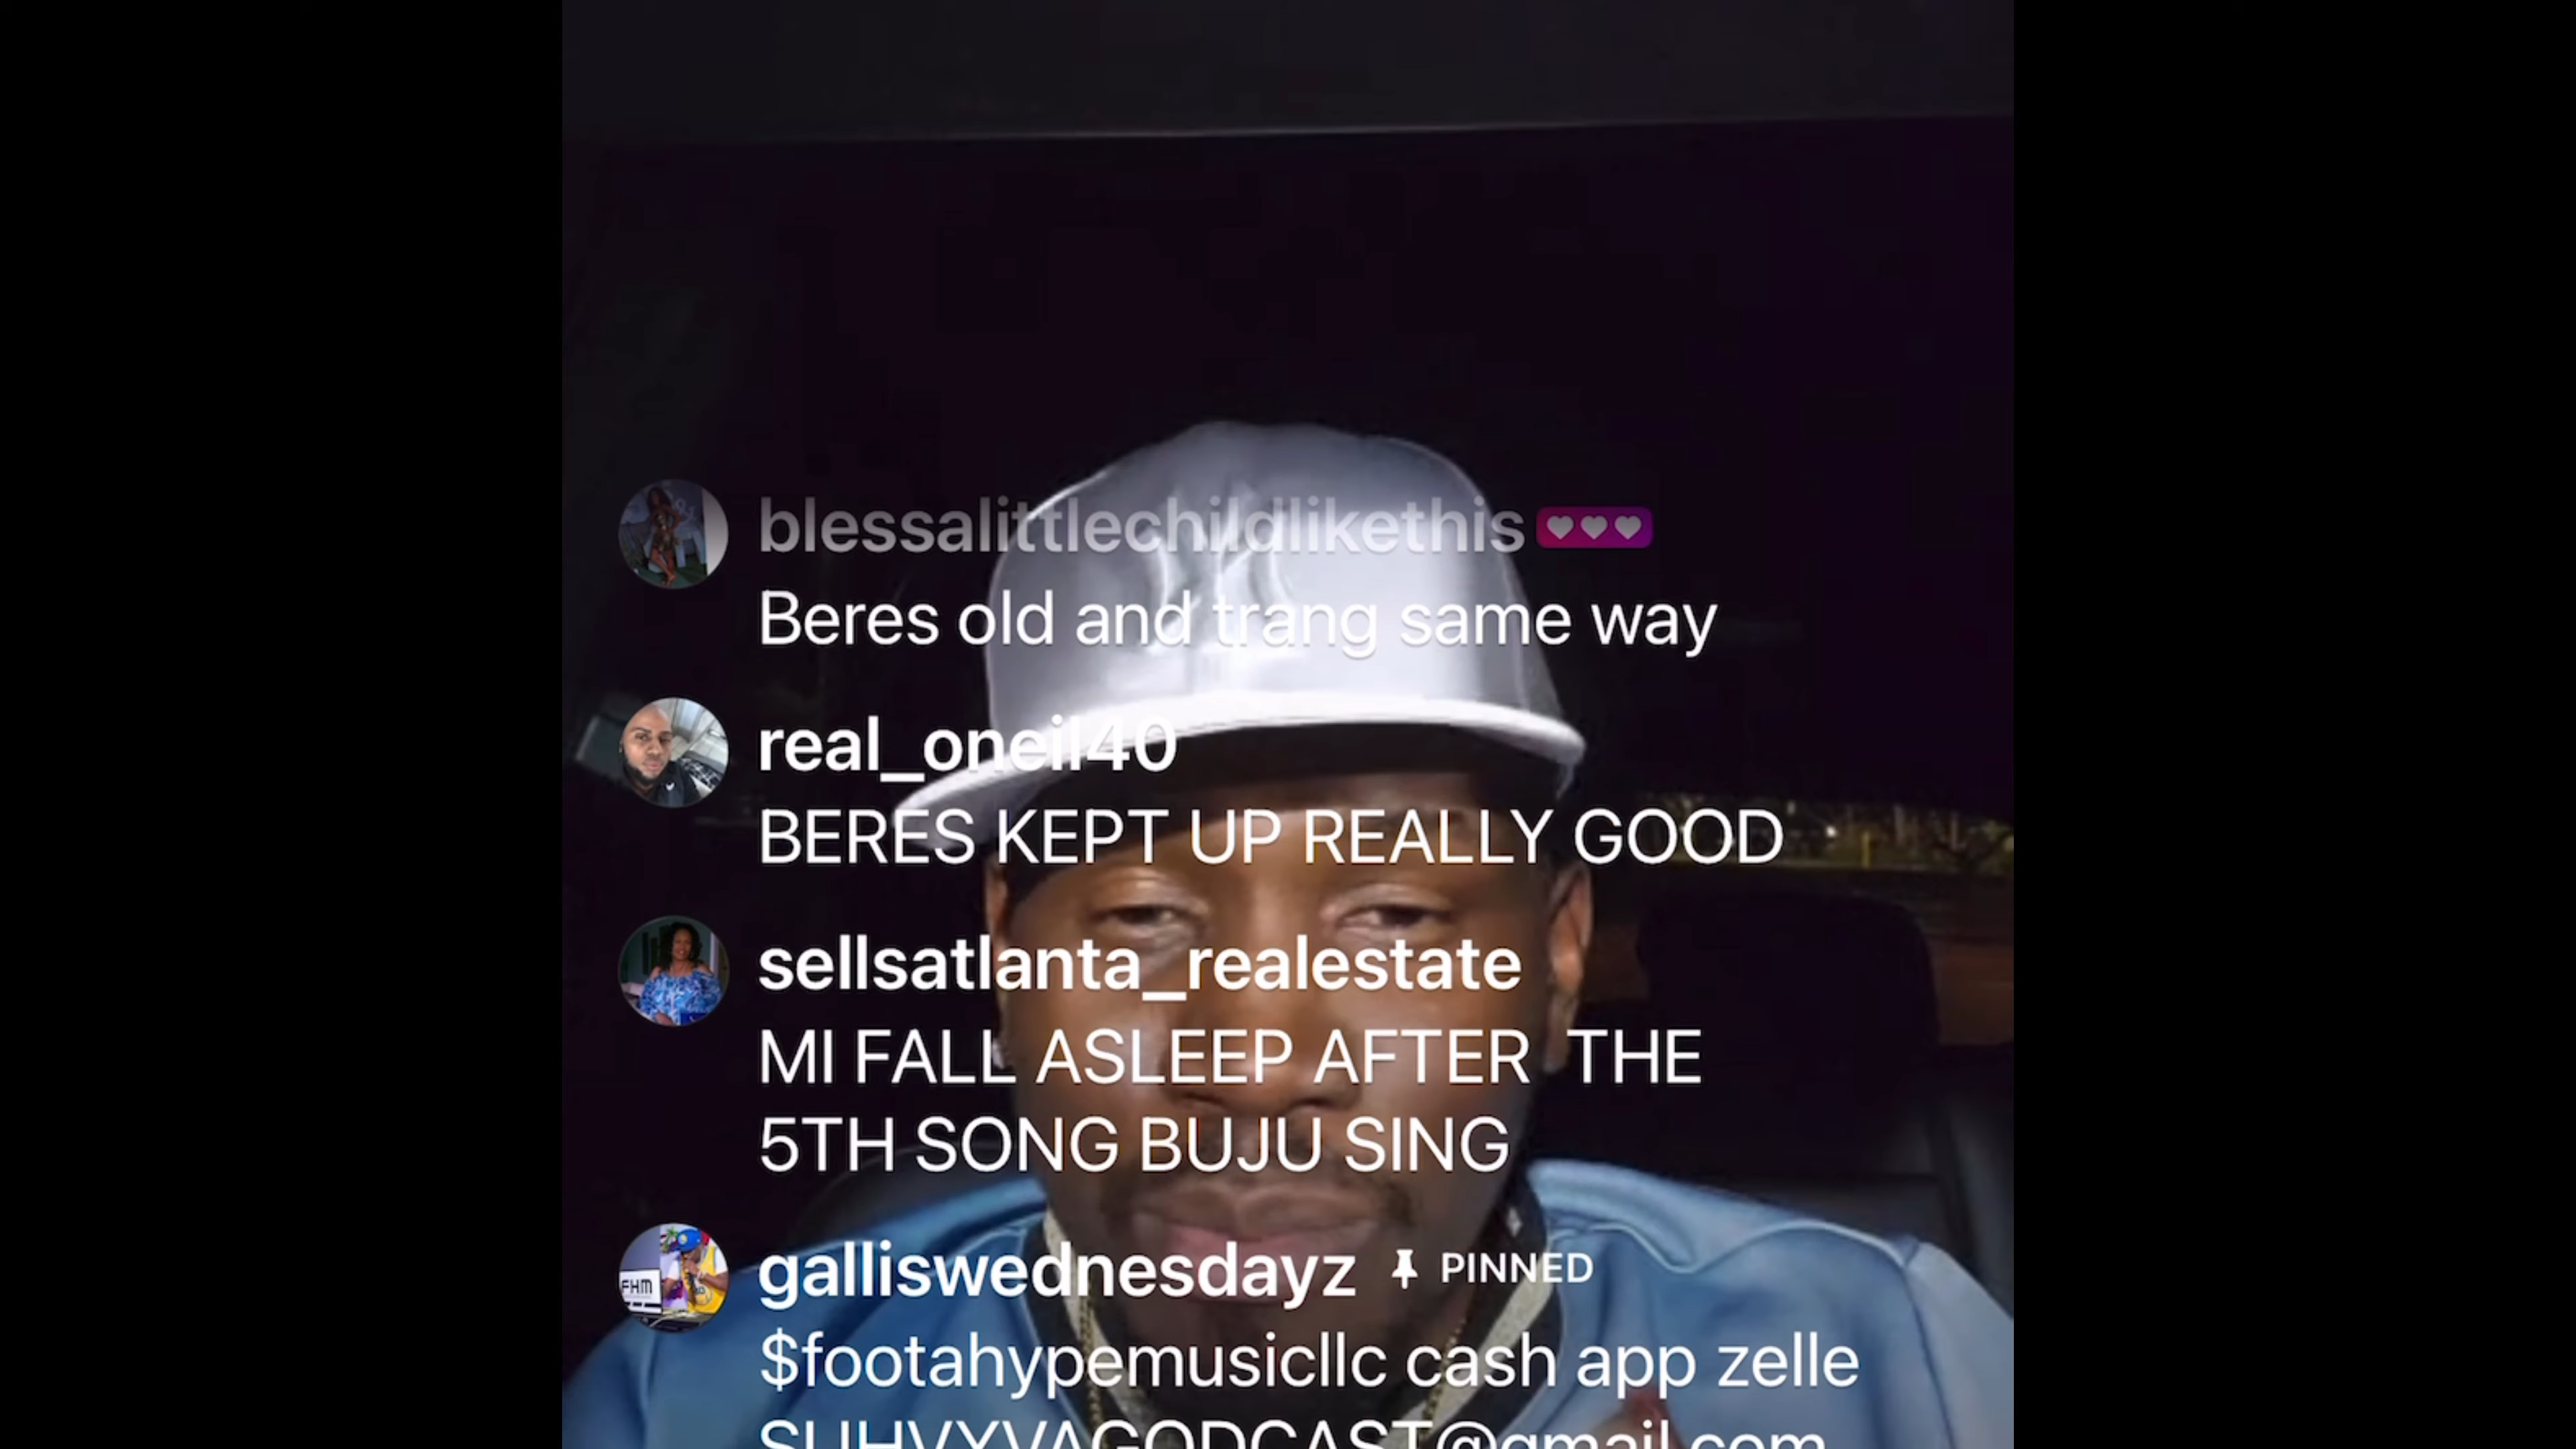 blessalittlechildlikethis
Beres old and trang same way
real_oneil40
BERES KEPT UP REALLY GOOD
sellsatlanta_realestate
MI FALL ASLEEP AFTER THE
5TH SONG BUJU SING
FHM
galliswednesdayz PINNED
$footahypemusicllc cash app zelle